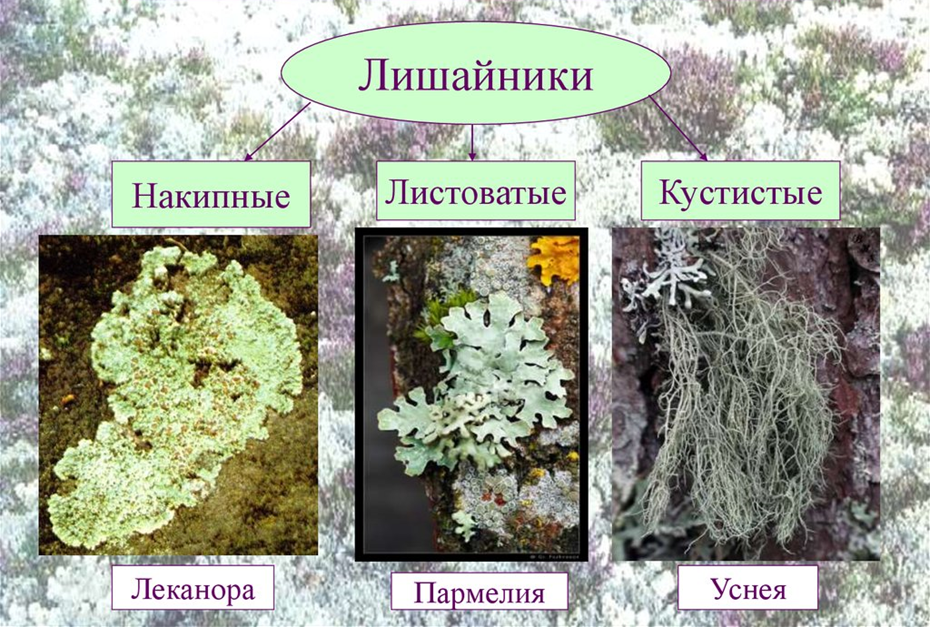 Лишайники
Накипные
Листоватые
Кустистые
Леканора
Пармелия
Уснея